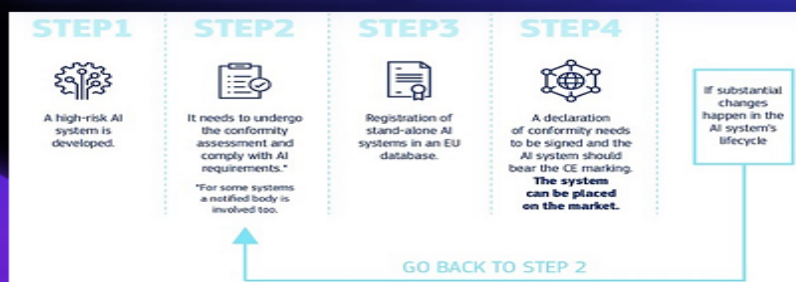 STEP1
A high-risk AI
system is
developed.
STEP2
It needs to undergo
the conformity
assessment and
comply with AI
requirements.*
*For some systems
a notified body is
involved too.
STEP3
Registration of
stand-alone AI
systems in an EU
database.
STEP4
A declaration
of conformity needs
to be signed and the
AI system should
bear the CE marking.
The system
can be placed
on the market.
If substantial
changes
happen in the
AI system's
lifecycle
GO BACK TO STEP 2